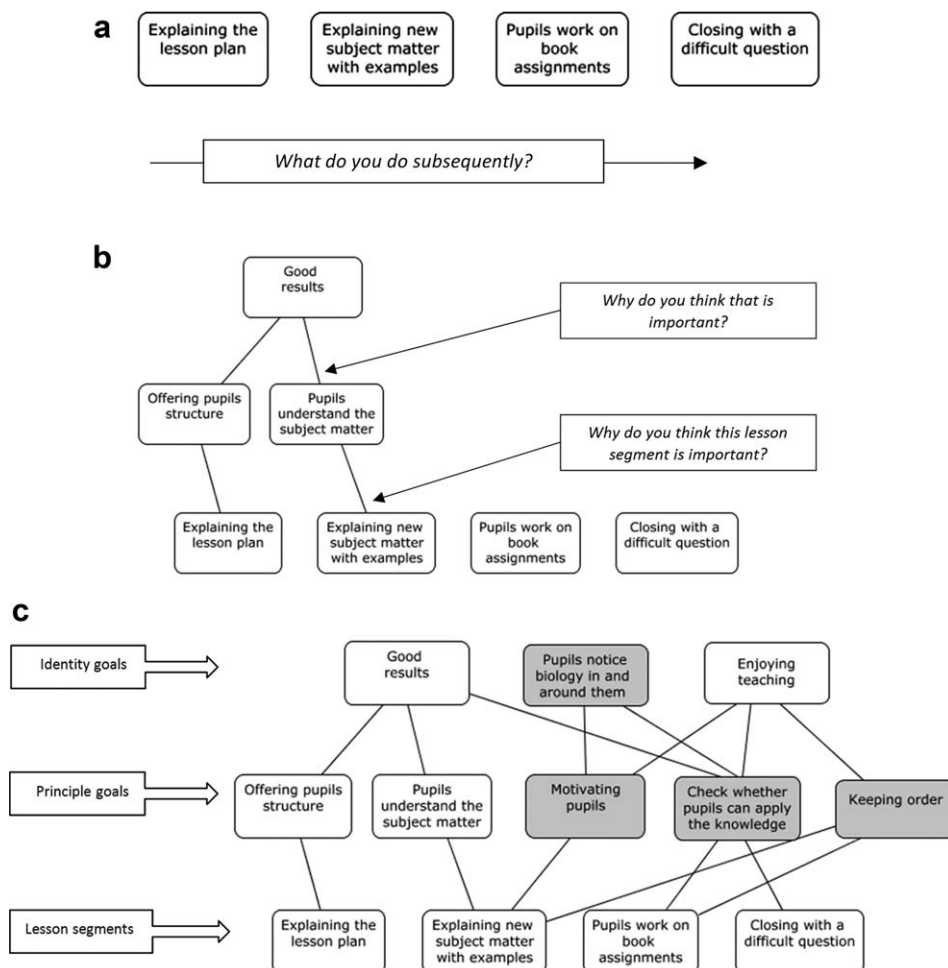 a
Explaining the
lesson plan
Explaining new
subject matter
with examples
Pupils work on
book
assignments
Closing with a
difficult question
What do you do subsequently?
b
Good
results
Why do you think that is
important?
Offering pupils
structure
Pupils
understand the
subject matter
Why do you think this lesson
segment is important?
Explaining the
lesson plan
Explaining new
subject matter
with examples
Pupils work on
book
assignments
Closing with a
difficult question
c
Identity goals
Good
results
Pupils notice
biology in and
around them
Enjoying
teaching
Principle goals
Offering pupils
structure
Pupils
understand the
subject matter
Motivating
pupils
Check whether
pupils can apply
the knowledge
Keeping order
Lesson segments
Explaining the
lesson plan
Explaining new
subject matter
with examples
Pupils work on
book
assignments
Closing with a
difficult question